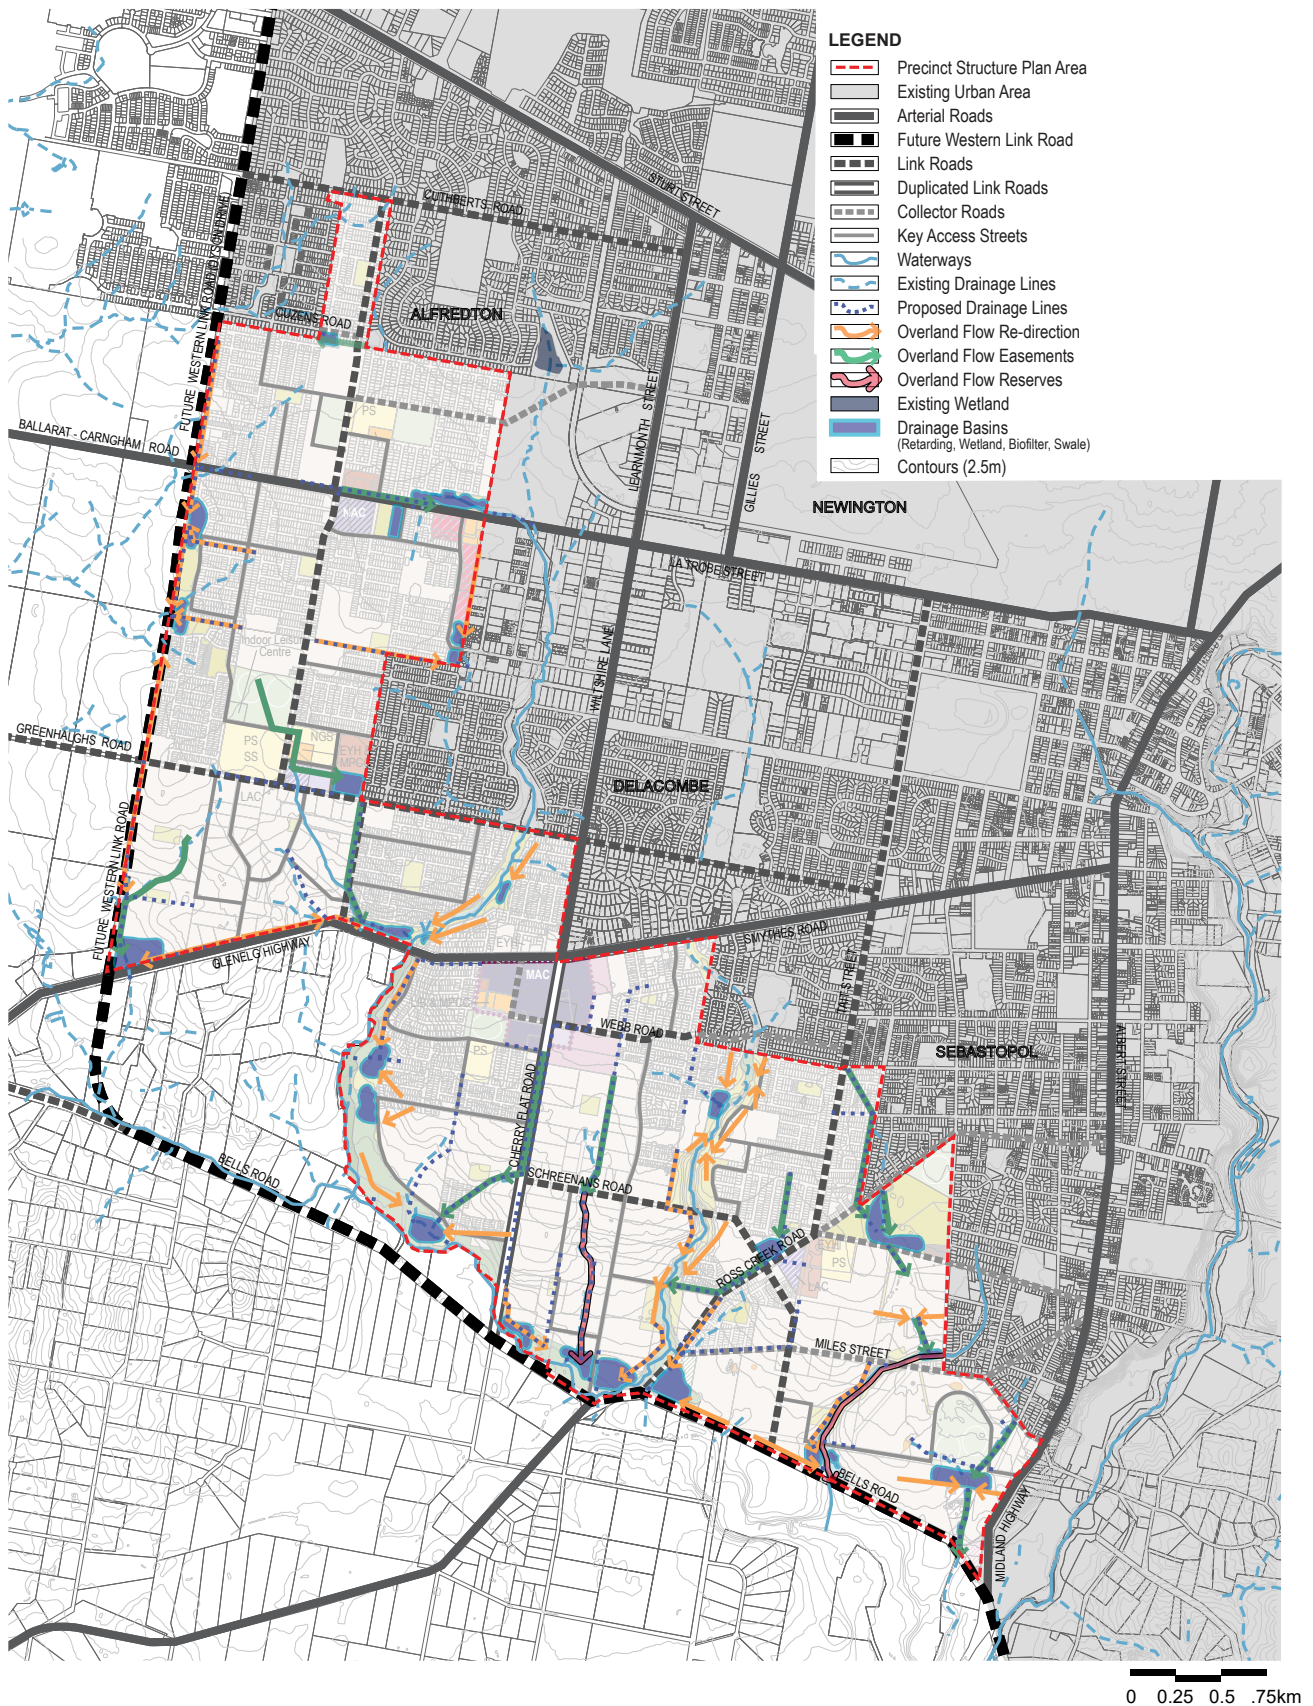 LEGEND
Precinct Structure Plan Area
Existing Urban Area
Arterial Roads
Future Western Link Road
Link Roads
Duplicated Link Roads
Collector Roads
Key Access Streets
Waterways
Existing Drainage Lines
Proposed Drainage Lines
Overland Flow Re-direction
Overland Flow Easements
Overland Flow Reserves
Existing Wetland
Drainage Basins
(Retarding, Wetland, Biofilter, Swale)
Contours (2.5m)
STURT STREET
CUTHBERTS ROAD
CUZENS ROAD
ALFREDTON
FUTURE WESTERN LINK ROAD
PS
BALLARAT - CARNGHAM ROAD
LEARNMONTH STREET
GILLIES STREET
NEWINGTON
LA TROBE STREET
WILTSHIRE LANE
Centre
GREENHALGHS ROAD
PS
SS
NGS
EYH
MPC
LAC
DELACOMBE
FUTURE WESTERN LINK ROAD
GLENELG HIGHWAY
SMYTHES ROAD
MAC
WEBB ROAD
TAIT STREET
SEBASTOPOL
ALBERT STREET
PS
CHERRY FLAT ROAD
BELLS ROAD
SCHREENANS ROAD
ROSS CREEK ROAD
PS
MILES STREET
BELLS ROAD
MIDLAND HIGHWAY
0 0.25 0.5 .75km